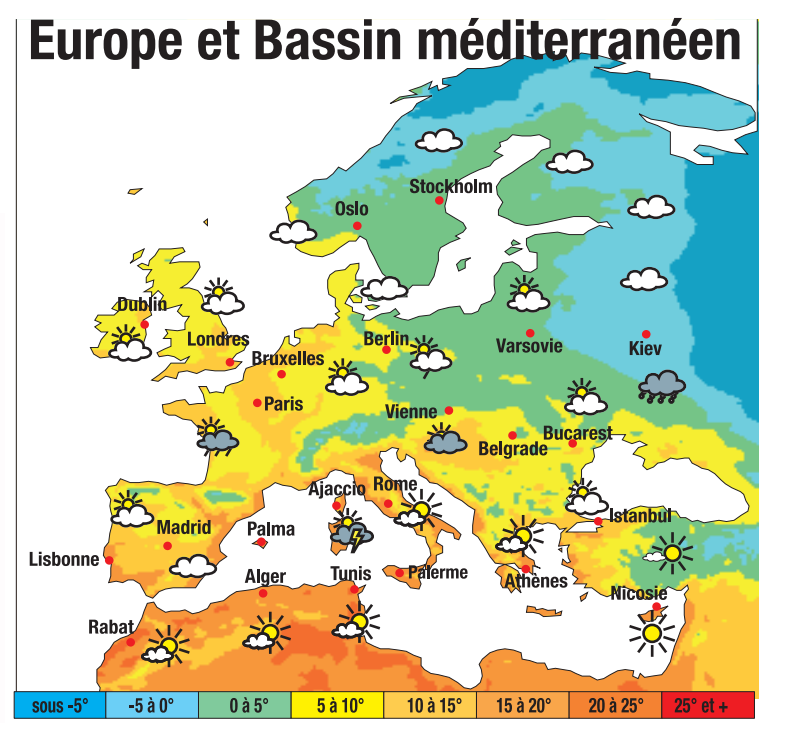 Europe et Bassin méditerranéen
Stockholm
Oslo
Dublin
Londres
Berlin
Varsovie
Kiev
Bruxelles
Paris
Vienne
Belgrade
Bucarest
Ajaccio
Rome
Madrid
Palma
Istanbul
Lisbonne
Alger
Tunis
Palerme
Athènes
Nicosie
Rabat
sous -5°
-5 à 0°
0 à 5°
5 à 10°
10 à 15°
15 à 20°
20 à 25°
25° et +